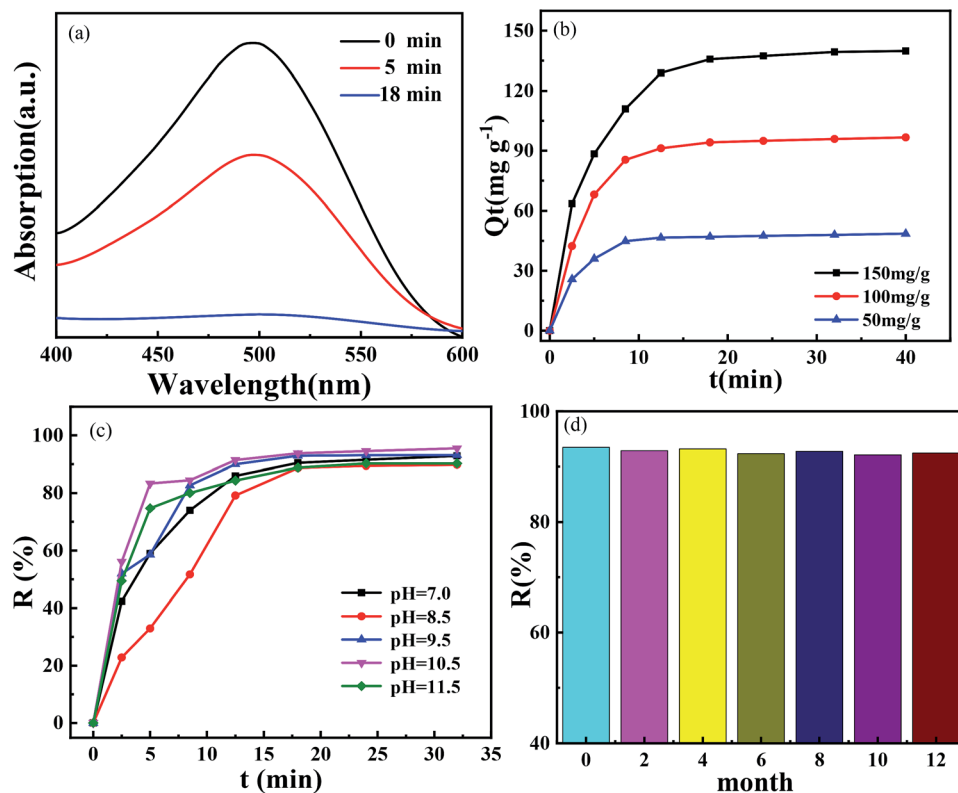 (a)
0 min
5 min
18 min
Absorption(a.u.)
400 450 500 550 600
Wavelength(nm)
(b)
150
120
90
60
30
0
Qt(mg g-1)
150mg/g
100mg/g
50mg/g
0 10 20 30 40
t(min)
(c)
100
80
60
40
20
0
R (%)
pH=7.0
pH=8.5
pH=9.5
pH=10.5
pH=11.5
0 5 10 15 20 25 30 35
t (min)
(d)
100
80
60
40
R(%)
0 2 4 6 8 10 12
month